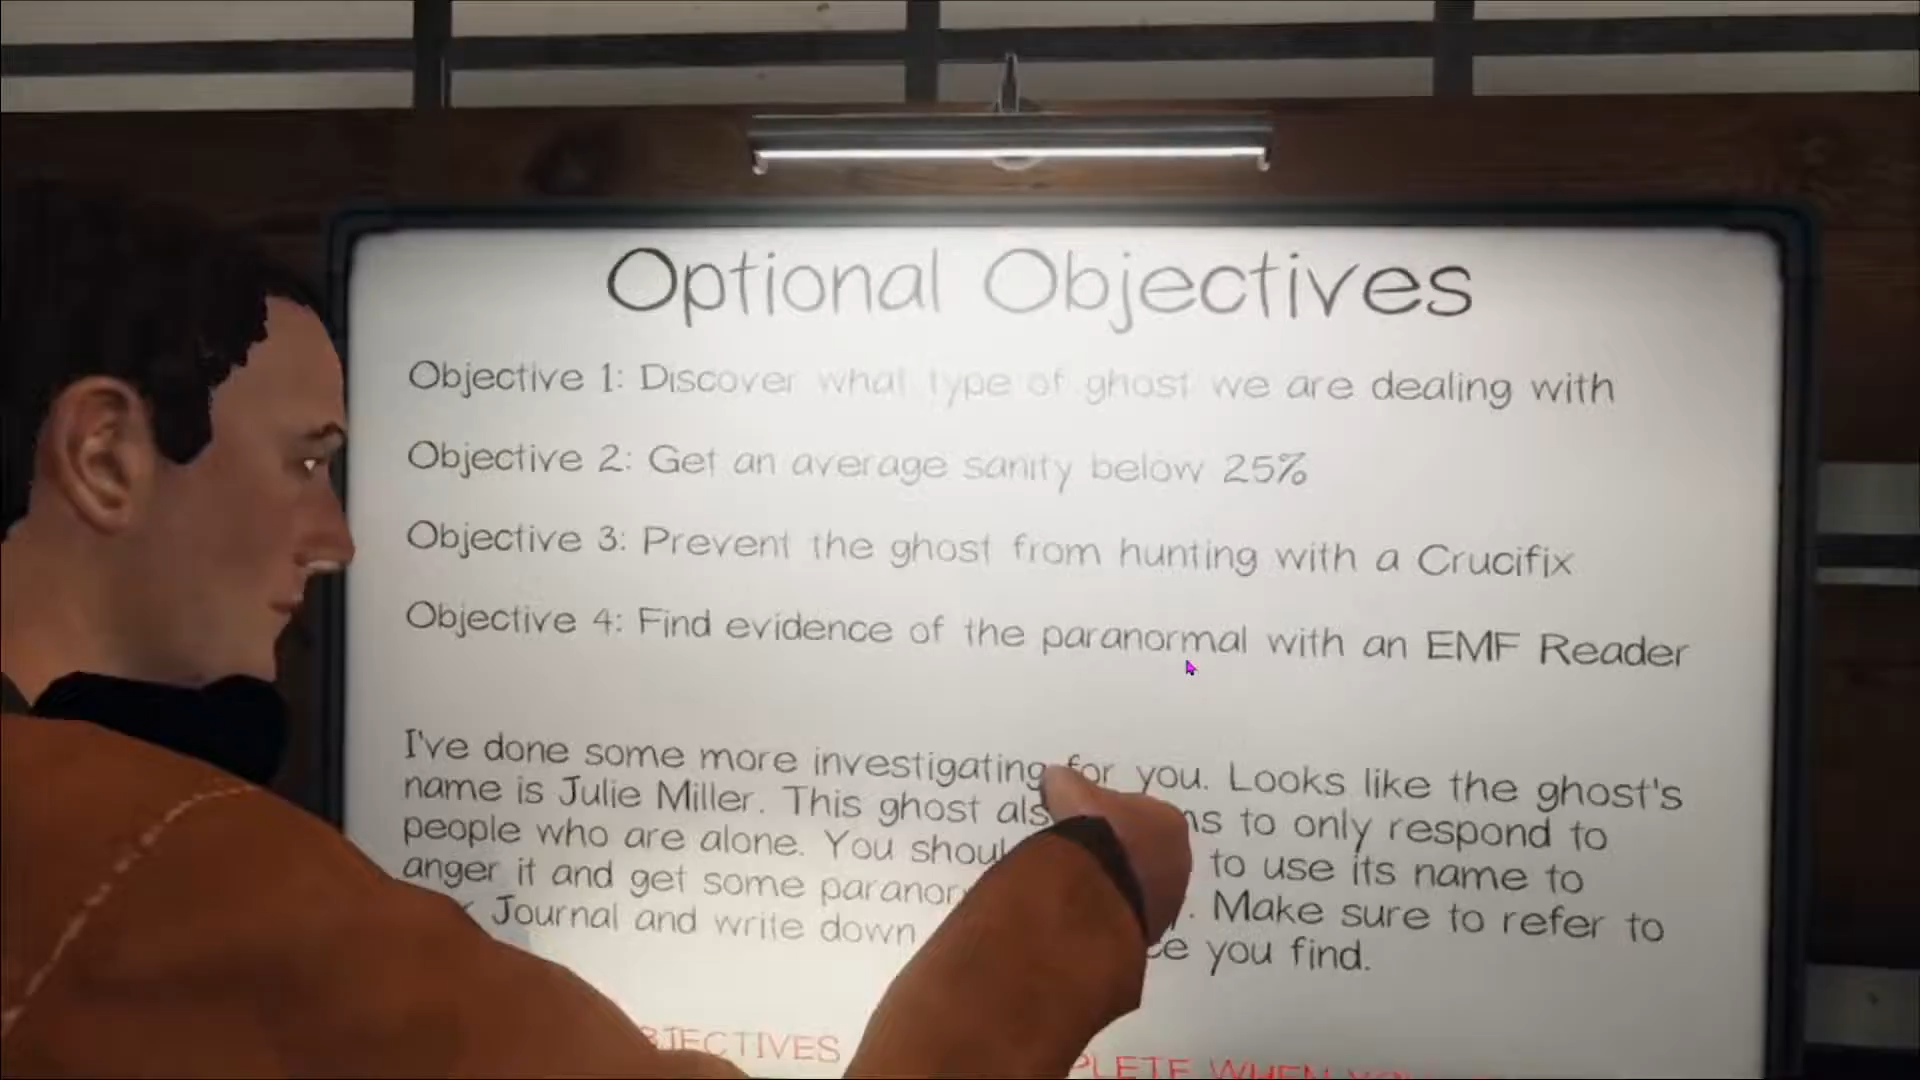 Optional Objectives
Objective 1: Discover what type of ghost we are dealing with
Objective 2: Get an average sanity below 25%
Objective 3: Prevent the ghost from hunting with a Crucifix
Objective 4: Find evidence of the paranormal with an EMF Reader
I've done some more investigating for you. Looks like the ghost's
name is Julie Miller. This ghost to only respond to
people who are alone. You to use its name to
anger it and get some . Make sure to refer to
Journal and write down you find.
WHEN